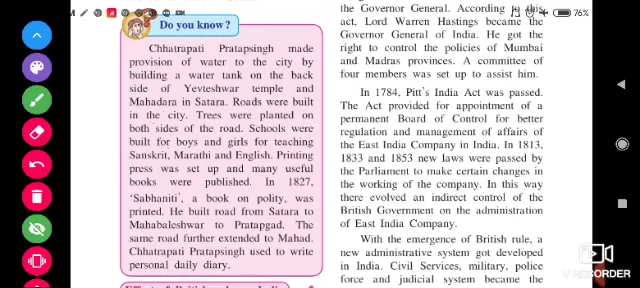 76%
Do you know?
Chhatrapati Pratapsingh made
provision of water to the city by
building a water tank on the back
side of Yevteshwar temple and
Mahadara in Satara. Roads were built
in the city. Trees were planted on
both sides of the road. Schools were
built for boys and girls for teaching
Sanskrit, Marathi and English. Printing
press was set up and many useful
books were published. In 1827,
'Sabhaniti', a book on polity, was
printed. He built road from Satara to
Mahabaleshwar to Pratapgad. The
same road further extended to Mahad.
Chhatrapati Pratapsingh used to write
personal daily diary.
the Governor General. According to this
act, Lord Warren Hastings became the
Governor General of India. He got the
right to control the policies of Mumbai
and Madras provinces. A committee of
four members was set up to assist him.
In 1784, Pitt's India Act was passed.
The Act provided for appointment of a
permanent Board of Control for better
regulation and management of affairs of
the East India Company in India. In 1813,
1833 and 1853 new laws were passed by
the Parliament to make certain changes
in the working of the company. In this way
there evolved an indirect control of the
British Government on the administration
of East India Company.
With the emergence of British rule, a
new administrative system got developed
in India. Civil Services, military, police
force and judicial system became the
V RECORDER